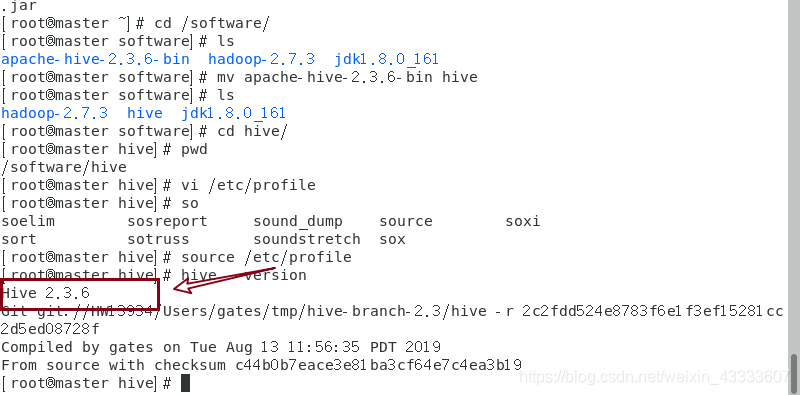 .jar
[root@master ~]# cd /software/
[root@master software]# ls
apache-hive-2.3.6-bin hadoop-2.7.3 jdk1.8.0_161
[root@master software]# mv apache-hive-2.3.6-bin hive
[root@master software]# ls
hadoop-2.7.3 hive jdk1.8.0_161
[root@master software]# cd hive/
[root@master hive]# pwd
/software/hive
[root@master hive]# vi /etc/profile
[root@master hive]# so
soelim sosreport sound_dump source soxi
sort sotruss soundstretch sox
[root@master hive]# source /etc/profile
[root@master hive]# hive --version
Hive 2.3.6
Git git://HW13934/Users/gates/tmp/hive-branch-2.3/hive -r 2c2fdd524e8783f6e1f3ef15281cc
2d5ed08728f
Compiled by gates on Tue Aug 13 11:56:35 PDT 2019
From source with checksum c44b0b7eace3e81ba3cf64e7c4ea3b19
[root@master hive]#
https://blog.csdn.net/weixin_43333607